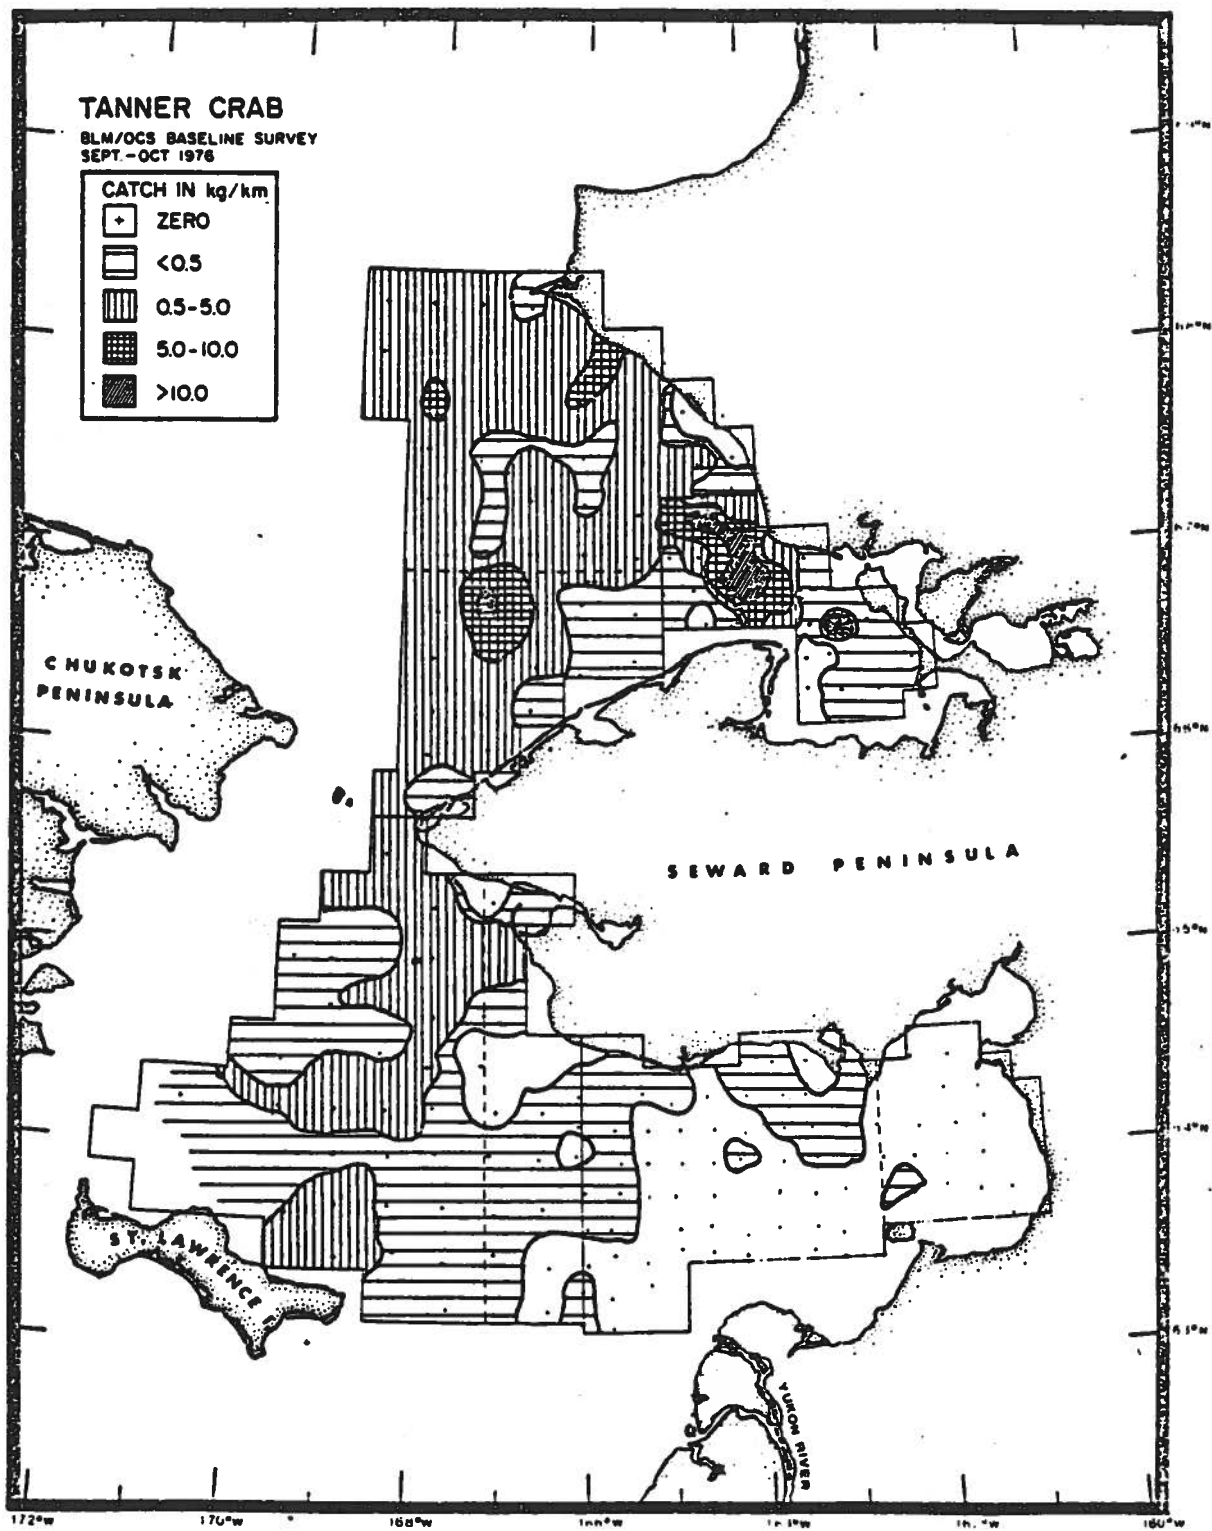 TANNER CRAB
BLM/OCS BASELINE SURVEY
SEPT.-OCT 1976
CATCH IN kg/km
ZERO
<0.5
0.5-5.0
5.0-10.0
>10.0
CHUKOTSK
PENINSULA
SEWARD PENINSULA
ST. LAWRENCE I
YUKON RIVER
172°W
170°W
168°W
160°W